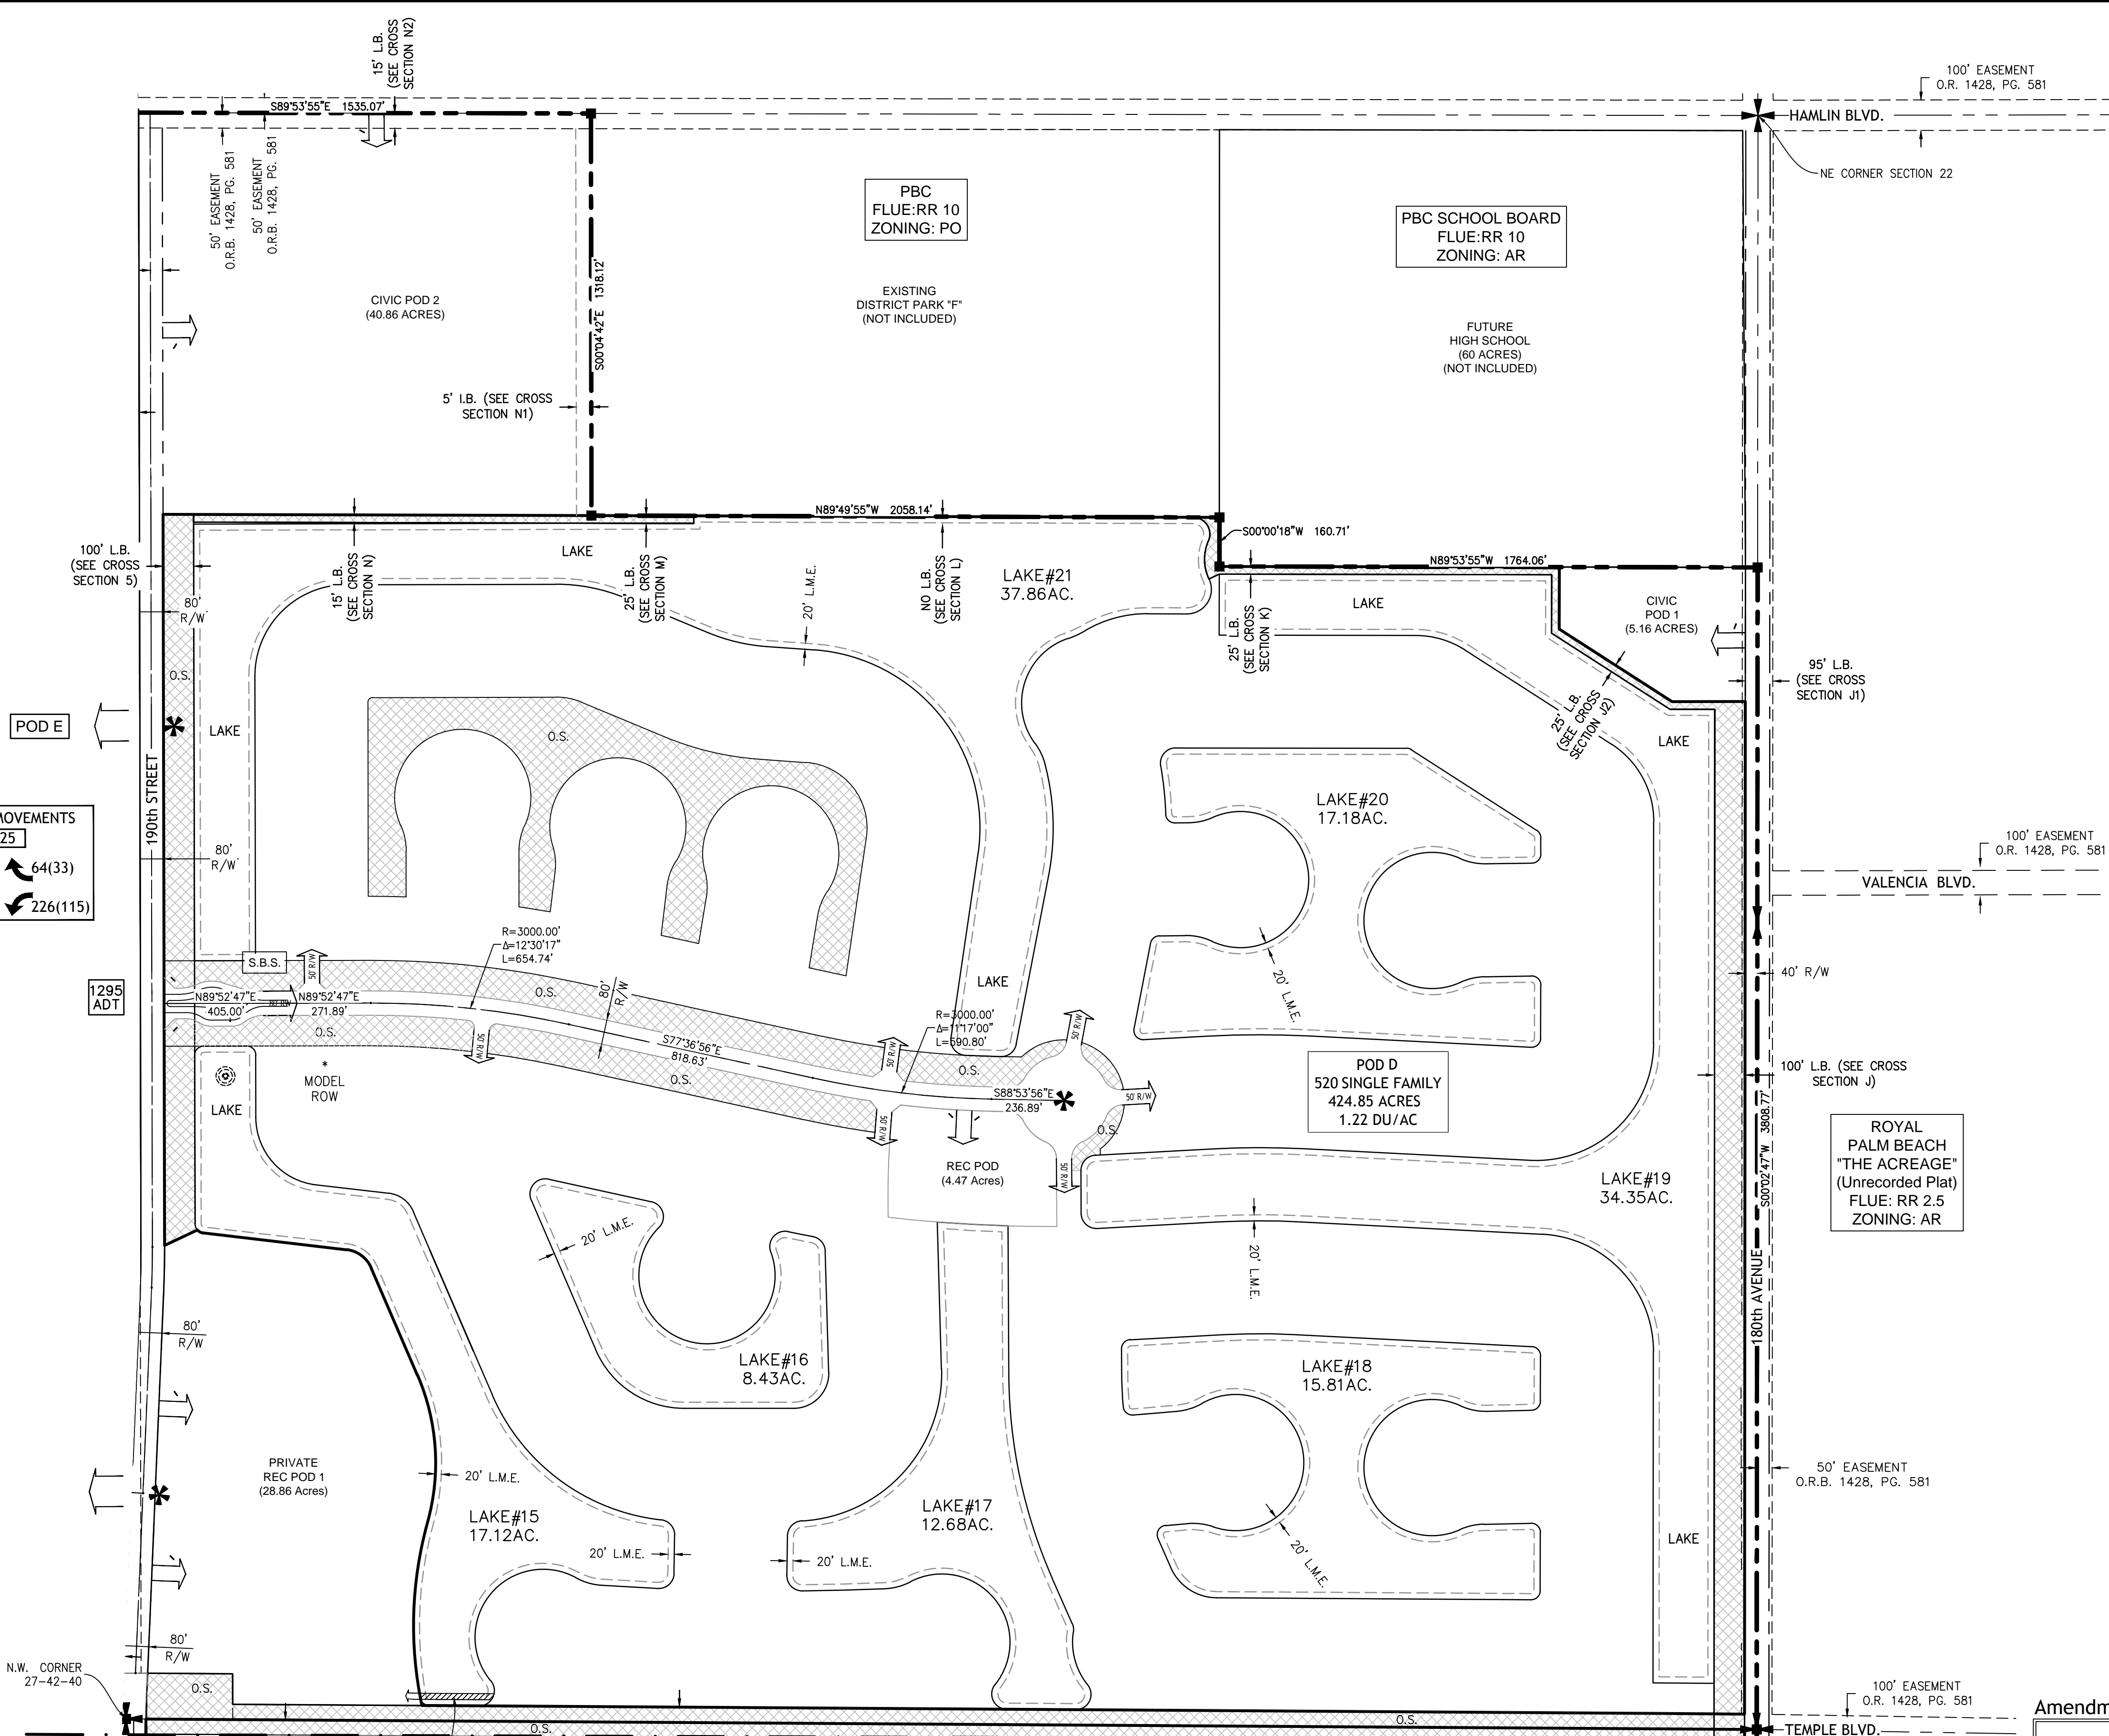 15' L.B.
(SEE CROSS
SECTION N2)
100' EASEMENT
O.R. 1428, PG. 581
S89°53'55"E 1535.07'
HAMLIN BLVD.
NE CORNER SECTION 22
50' EASEMENT
O.R.B. 1428, PG. 581
50' EASEMENT
O.R.B. 1428, PG. 581
PBC
FLUE:RR 10
ZONING: PO
PBC SCHOOL BOARD
FLUE:RR 10
ZONING: AR
CIVIC POD 2
(40.86 ACRES)
S00°04'42"E 1318.12'
EXISTING
DISTRICT PARK "F"
(NOT INCLUDED)
FUTURE
HIGH SCHOOL
(60 ACRES)
(NOT INCLUDED)
5' I.B. (SEE CROSS
SECTION N1)
N89°49'55"W 2058.14'
S00°00'18"W 160.71'
N89°53'55"W 1764.06'
100' L.B.
(SEE CROSS
SECTION 5)
15' L.B.
(SEE CROSS
SECTION N)
LAKE
25' L.B.
(SEE CROSS
SECTION M)
20' L.M.E.
NO L.B.
(SEE CROSS
SECTION L)
LAKE#21
37.86AC.
25' L.B.
(SEE CROSS
SECTION K)
LAKE
CIVIC
POD 1
(5.16 ACRES)
80'
R/W
O.S.
95' L.B.
(SEE CROSS
SECTION J1)
25' L.B.
(SEE CROSS
SECTION J2)
LAKE
POD E
LAKE
O.S.
190th STREET
LAKE#20
17.18AC.
MOVEMENTS
25
64(33)
226(115)
80'
R/W
100' EASEMENT
O.R. 1428, PG. 581
VALENCIA BLVD.
R=3000.00'
Δ=12°30'17"
L=654.74'
S.B.S.
50' R/W
O.S.
80'
R/W
LAKE
20' L.M.E.
40' R/W
1295
ADT
N89°52'47"E
405.00'
N89°52'47"E
271.89'
O.S.
R=3000.00'
Δ=11°17'00"
L=590.80'
50' R/W
S77°36'56"E
818.63'
50' R/W
50' R/W
O.S.
O.S.
S88°53'56"E
236.89'
50' R/W
50' R/W
O.S.
50' R/W
*
MODEL
ROW
LAKE
POD D
520 SINGLE FAMILY
424.85 ACRES
1.22 DU/AC
100' L.B. (SEE CROSS
SECTION J)
S00°02'47"W 3808.77'
ROYAL
PALM BEACH
"THE ACREAGE"
(Unrecorded Plat)
FLUE: RR 2.5
ZONING: AR
REC POD
(4.47 Acres)
50' R/W
LAKE#19
34.35AC.
20' L.M.E.
20' L.M.E.
180th AVENUE
80'
R/W
LAKE#16
8.43AC.
LAKE#18
15.81AC.
PRIVATE
REC POD 1
(28.86 Acres)
20' L.M.E.
50' EASEMENT
O.R.B. 1428, PG. 581
LAKE#15
17.12AC.
LAKE#17
12.68AC.
20' L.M.E.
20' L.M.E.
20' L.M.E.
LAKE
80'
R/W
N.W. CORNER
27-42-40
O.S.
O.S.
O.S.
100' EASEMENT
O.R. 1428, PG. 581
TEMPLE BLVD.
Amendm